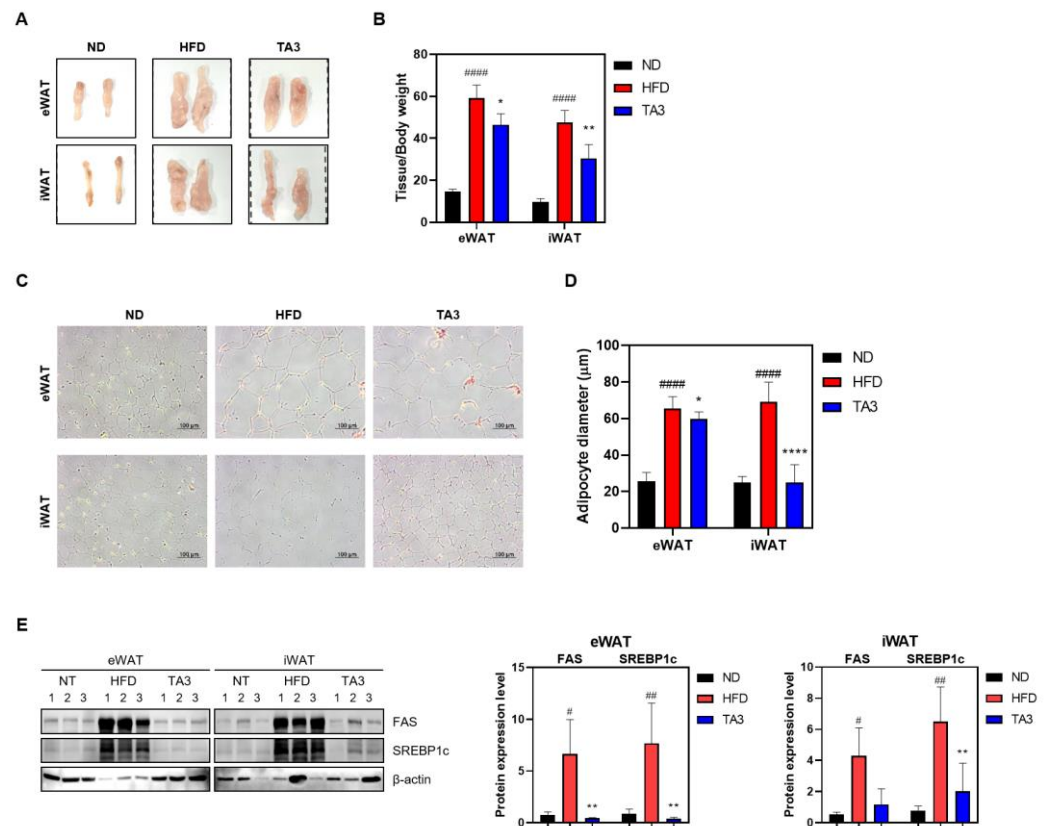 A
ND HFD TA3
eWAT
iWAT
B
Tissue/Body weight
80
60
40
20
0
####
*
####
**
eWAT iWAT
ND
HFD
TA3
C
ND HFD TA3
eWAT
100 μm 100 μm 100 μm
iWAT
100 μm 100 μm 100 μm
D
Adipocyte diameter (μm)
100
80
60
40
20
0
####
*
####
****
eWAT iWAT
ND
HFD
TA3
E
eWAT iWAT
NT HFD TA3 NT HFD TA3
1 2 3 1 2 3 1 2 3 1 2 3 1 2 3 1 2 3
FAS
SREBP1c
β-actin
eWAT
FAS SREBP1c
Protein expression level
15
10
5
0
#
**
##
**
ND
HFD
TA3
iWAT
FAS SREBP1c
Protein expression level
10
8
6
4
2
0
#
##
**
ND
HFD
TA3